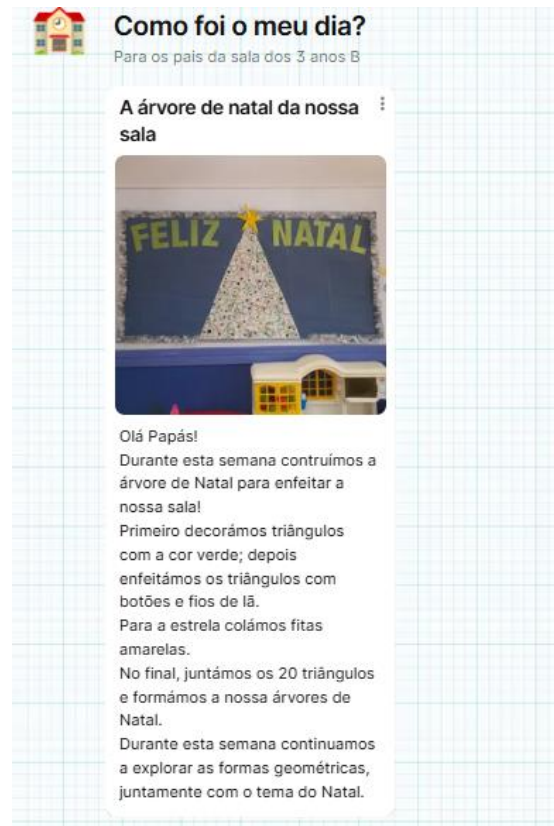 Como foi o meu dia?
Para os pais da sala dos 3 anos B
A árvore de natal da nossa
sala
FELIZ NATAL
Olá Papás!
Durante esta semana contruímos a
árvore de Natal para enfeitar a
nossa sala!
Primeiro decorámos triângulos
com a cor verde; depois
enfeitámos os triângulos com
botões e fios de lã.
Para a estrela colámos fitas
amarelas.
No final, juntámos os 20 triângulos
e formámos a nossa árvores de
Natal.
Durante esta semana continuamos
a explorar as formas geométricas,
juntamente com o tema do Natal.